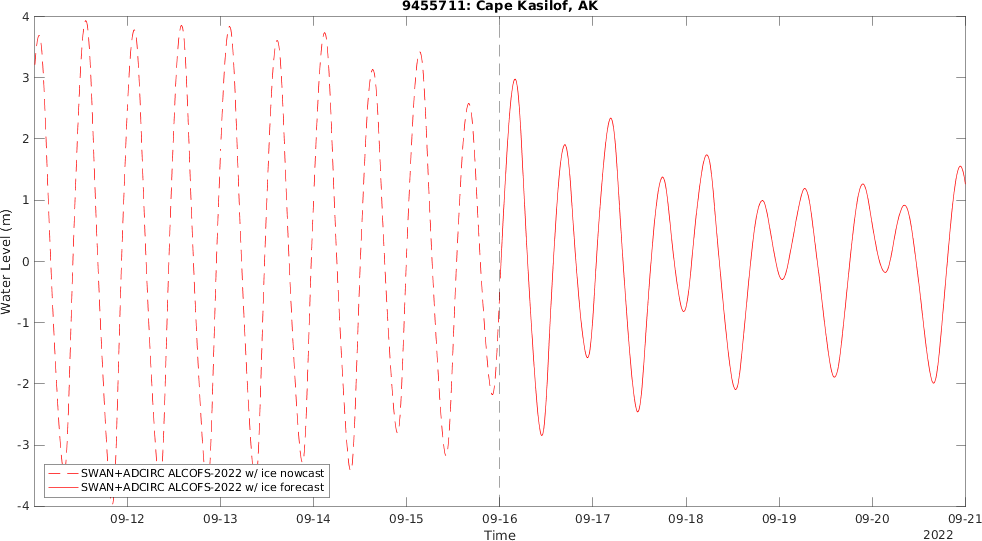 9455711: Cape Kasilof, AK
4
3
2
1
0
-1
-2
-3
-4
Water Level (m)
SWAN+ADCIRC ALCOFS-2022 w/ ice nowcast
SWAN+ADCIRC ALCOFS-2022 w/ ice forecast
09-12 09-13 09-14 09-15 09-16 09-17 09-18 09-19 09-20 09-21
Time
2022